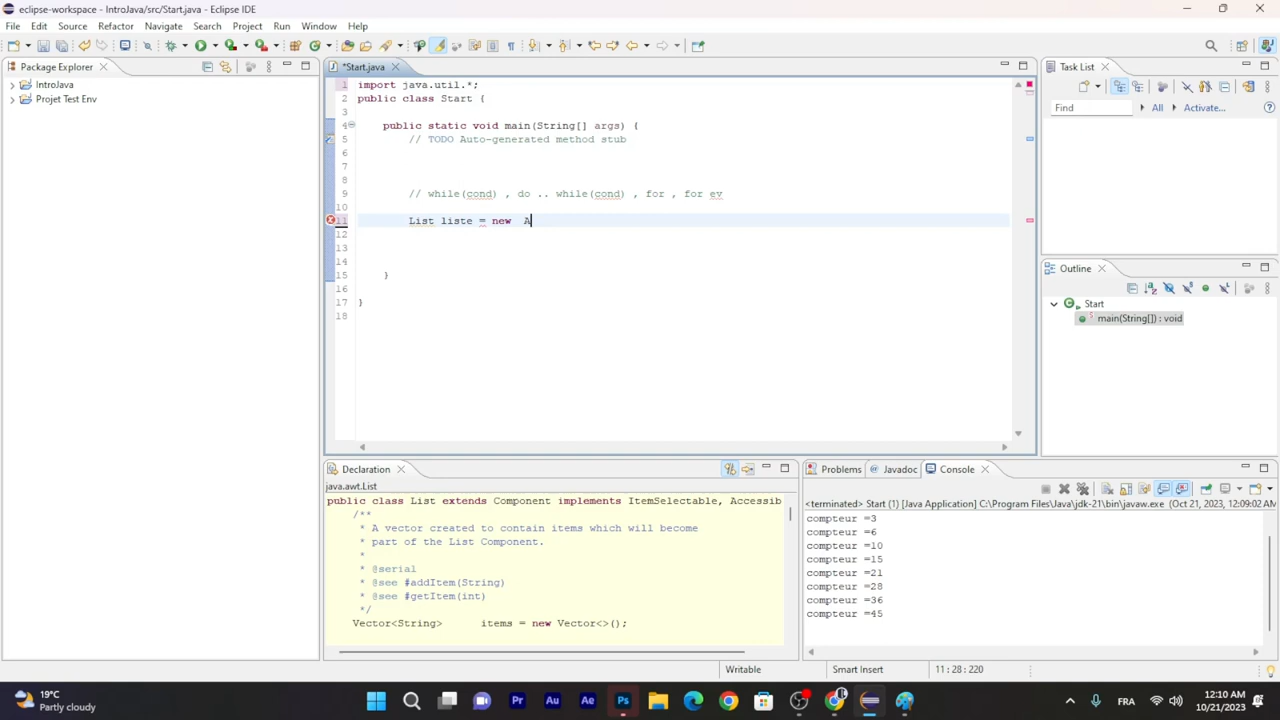 eclipse-workspace - IntroJava/src/Start.java - Eclipse IDE
File Edit Source Refactor Navigate Search Project Run Window Help
Package Explorer
IntroJava
Projet Test Env
*Start.java
1 import java.util.*;
2 public class Start {
3
4 public static void main(String[] args) {
5 // TODO Auto-generated method stub
6
7
8
9 // while(cond) , do .. while(cond) , for , for ev
10
11 List liste = new  A
12
13
14
15 }
16
17 }
18
Task List
Find All Activate...
Outline
Start
main(String[]) : void
Declaration
java.awt.List
public class List extends Component implements ItemSelectable, Accessib
/**
* A vector created to contain items which will become
* part of the List Component.
*
* @serial
* @see #addItem(String)
* @see #getItem(int)
*/
Vector<String> items = new Vector<>();
Problems Javadoc Console
<terminated> Start (1) [Java Application] C:\Program Files\Java\jdk-21\bin\javaw.exe (Oct 21, 2023, 12:09:02 AM
compteur =3
compteur =6
compteur =10
compteur =15
compteur =21
compteur =28
compteur =36
compteur =45
Writable Smart Insert 11 : 28 : 220
19°C
Partly cloudy
Pr Au Ae Ps
FRA
12:10 AM
10/21/2023